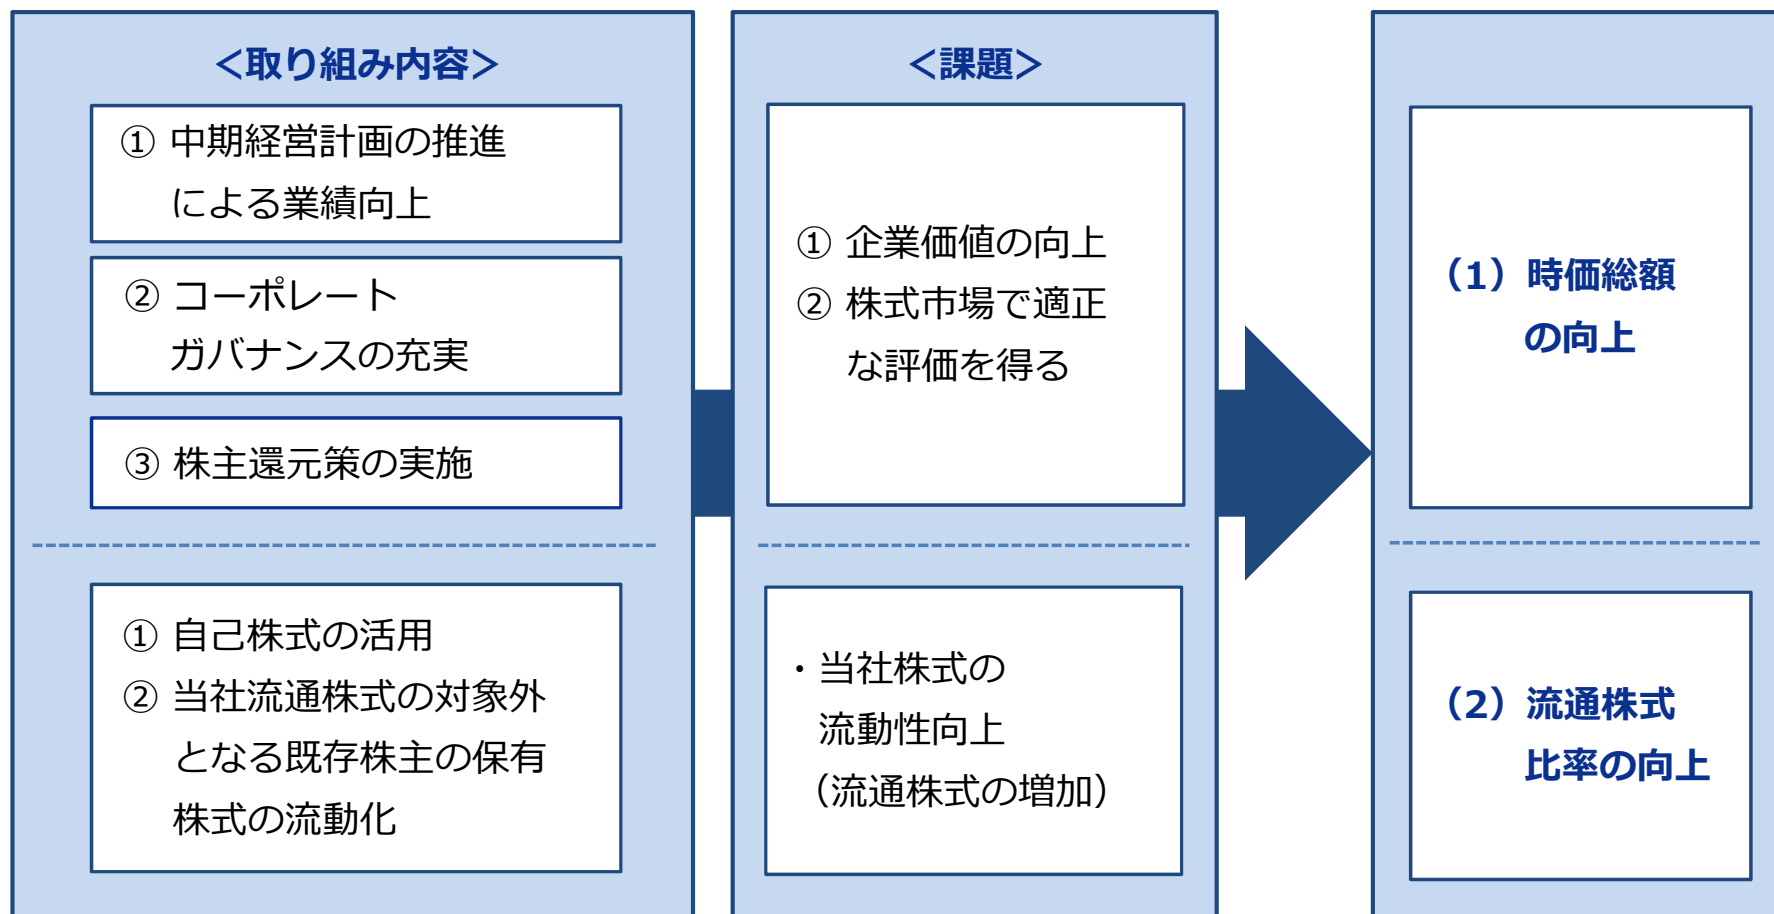 ＜取り組み内容＞
① 中期経営計画の推進
による業績向上
② コーポレート
ガバナンスの充実
③ 株主還元策の実施
① 自己株式の活用
② 当社流通株式の対象外
となる既存株主の保有
株式の流動化
＜課題＞
① 企業価値の向上
② 株式市場で適正
な評価を得る
・当社株式の
流動性向上
（流通株式の増加）
（1）時価総額
の向上
（2）流通株式
比率の向上